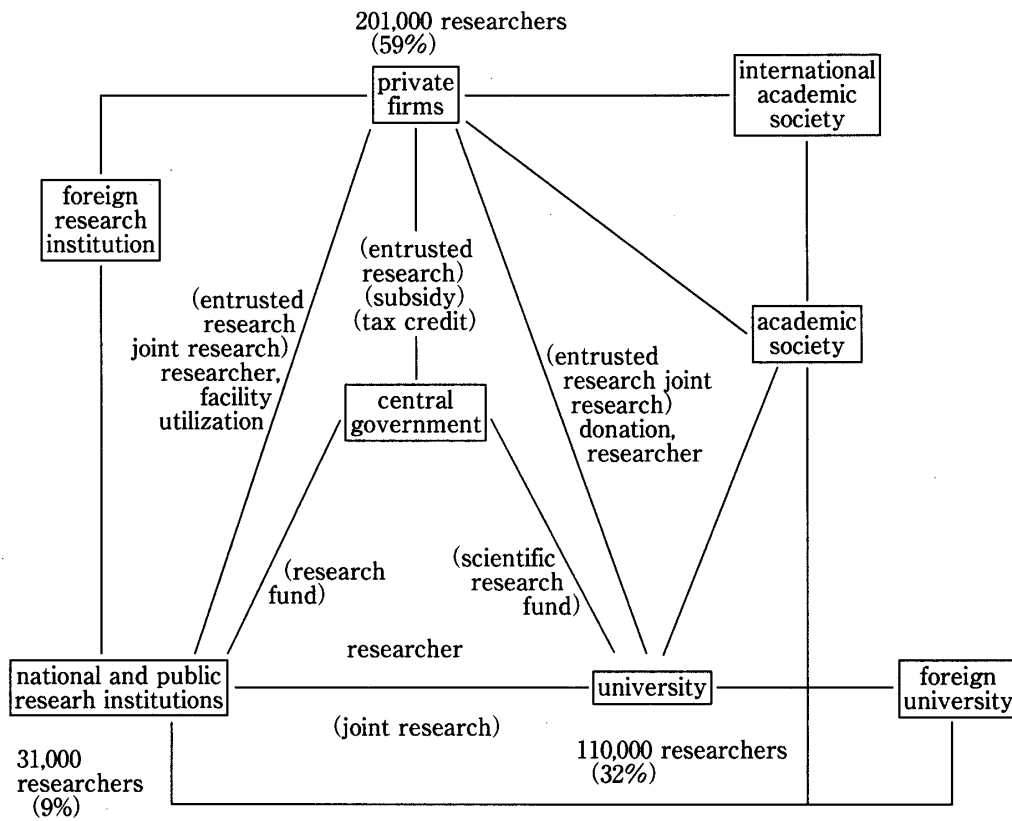 201,000 researchers
(59%)
private
firms
international
academic
society
foreign
research
institution
(entrusted
research)
(subsidy)
(tax credit)
(entrusted
research
joint research)
researcher,
facility
utilization
academic
society
(entrusted
research joint
research)
donation,
researcher
central
government
(research
fund)
(scientific
research
fund)
researcher
national and public
researh institutions
university
foreign
university
(joint research)
31,000
researchers
(9%)
110,000 researchers
(32%)